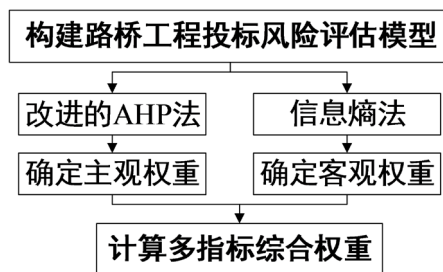 构建路桥工程投标风险评估模型
改进的AHP法
信息熵法
确定主观权重
确定客观权重
计算多指标综合权重